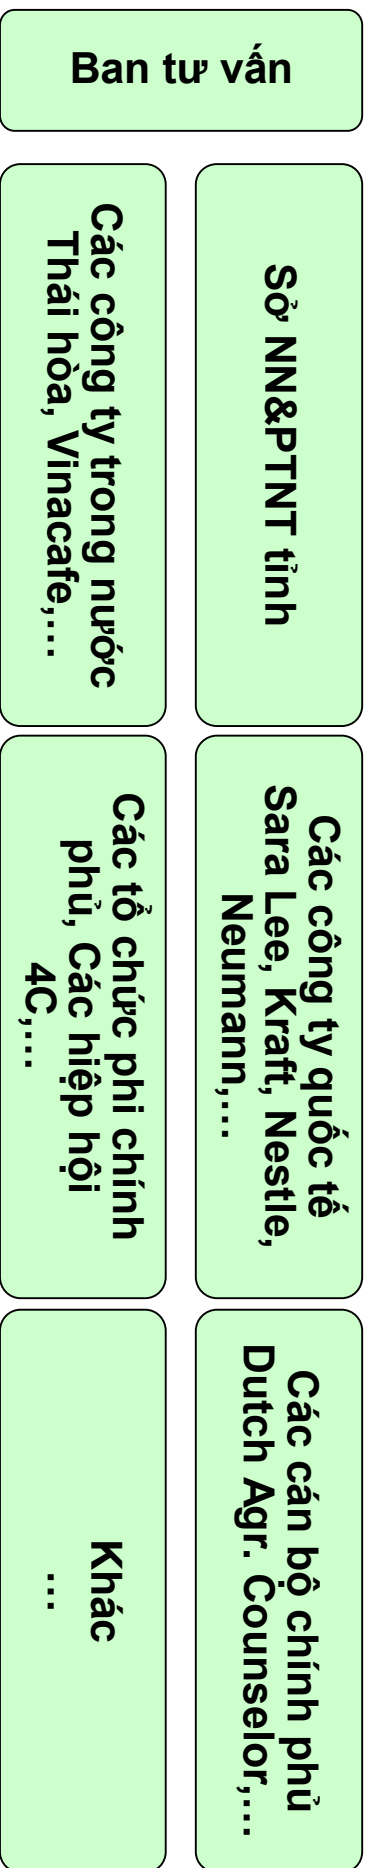 Ban tư vấn
Sở NN&PTNT tỉnh
Các công ty trong nước
Thái hòa, Vinacafe,…
Các công ty quốc tế
Sara Lee, Kraft, Nestle,
Neumann,…
Các tổ chức phi chính
phủ, Các hiệp hội
4C,…
Các cán bộ chính phủ
Dutch Agr. Counselor,…
Khác
…